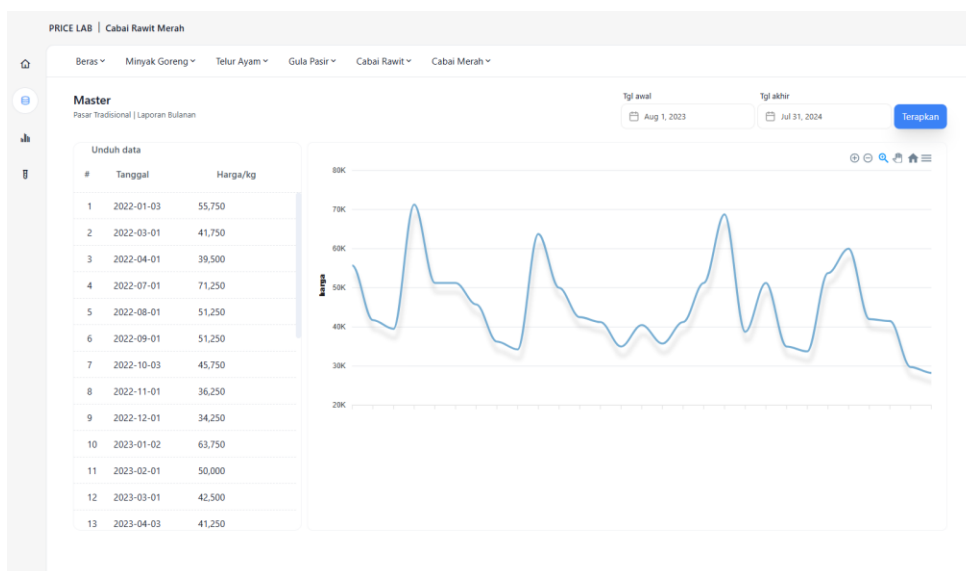 PRICE LAB | Cabai Rawit Merah
Beras Minyak Goreng Telur Ayam Gula Pasir Cabai Rawit Cabai Merah
Master
Pasar Tradisional | Laporan Bulanan
Tgl awal Tgl akhir
Aug 1, 2023 Jul 31, 2024 Terapkan
Unduh data
# Tanggal Harga/kg
1 2022-01-03 55,750
2 2022-03-01 41,750
3 2022-04-01 39,500
4 2022-07-01 71,250
5 2022-08-01 51,250
6 2022-09-01 51,250
7 2022-10-03 45,750
8 2022-11-01 36,250
9 2022-12-01 34,250
10 2023-01-02 63,750
11 2023-02-01 50,000
12 2023-03-01 42,500
13 2023-04-03 41,250
harga
80K
70K
60K
50K
40K
30K
20K